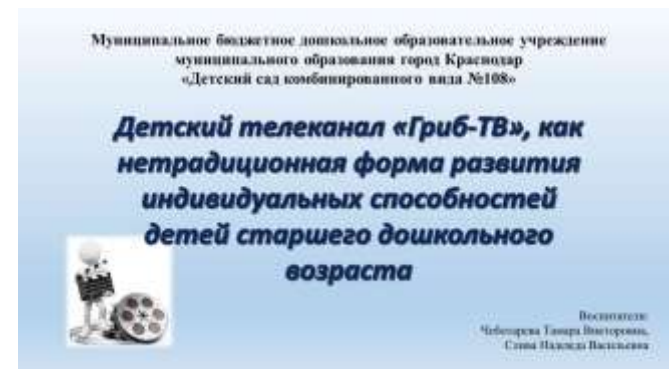 Муниципальное бюджетное дошкольное образовательное учреждение
муниципального образования город Краснодар
«Детский сад комбинированного вида №108»
Детский телеканал «Гриб-ТВ», как
нетрадиционная форма развития
индивидуальных способностей
детей старшего дошкольного
возраста
Воспитатели:
Чеботарева Тамара Викторовна,
Надежда Васильевна